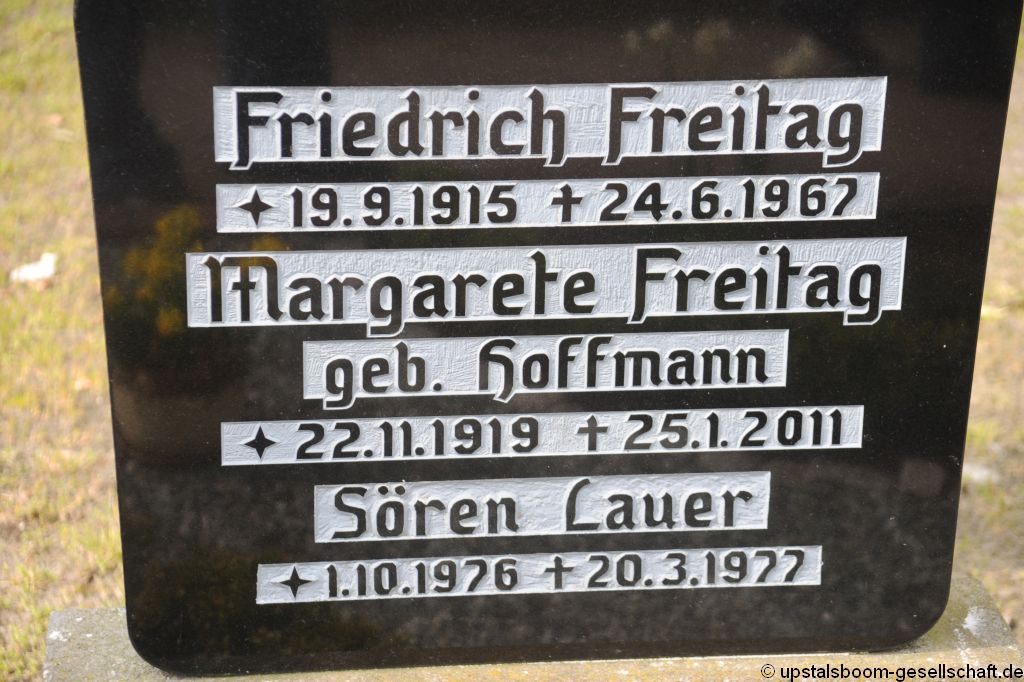 Friedrich Freitag
✦ 19.9.1915 ✝ 24.6.1967
Margarete Freitag
geb. Hoffmann
✦ 22.11.1919 ✝ 25.1.2011
Sören Lauer
✦ 1.10.1976 ✝ 20.3.1977
© upstalsboom-gesellschaft.de